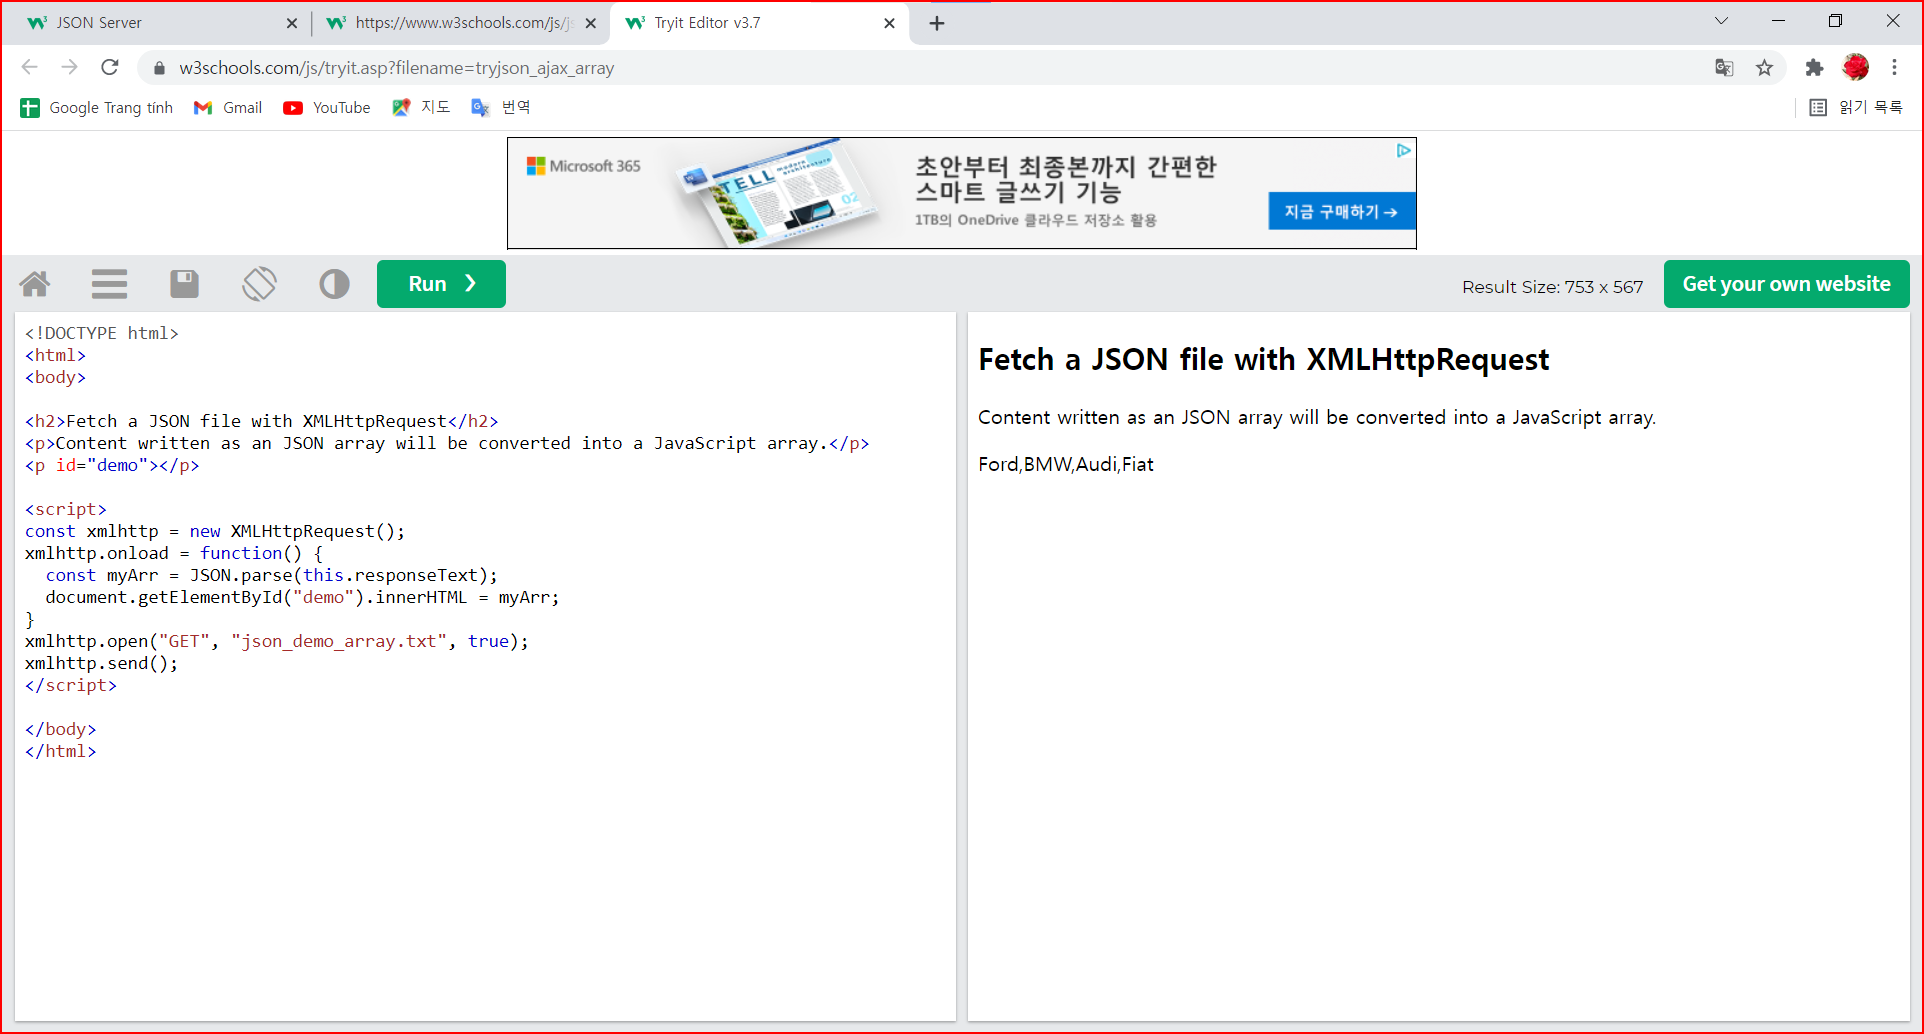 JSON Server
https://www.w3schools.com/js/js
Tryit Editor v3.7
w3schools.com/js/tryit.asp?filename=tryjson_ajax_array
Google Trang tính
Gmail
YouTube
지도
번역
읽기 목록
Microsoft 365
TELL
modern
architecture
02
초안부터 최종본까지 간편한
스마트 글쓰기 기능
1TB의 OneDrive 클라우드 저장소 활용
지금 구매하기 →
Run ❯
Result Size: 753 x 567
Get your own website
<!DOCTYPE html>
<html>
<body>
<h2>Fetch a JSON file with XMLHttpRequest</h2>
<p>Content written as an JSON array will be converted into a JavaScript array.</p>
<p id="demo"></p>
<script>
const xmlhttp = new XMLHttpRequest();
xmlhttp.onload = function() {
  const myArr = JSON.parse(this.responseText);
  document.getElementById("demo").innerHTML = myArr;
}
xmlhttp.open("GET", "json_demo_array.txt", true);
xmlhttp.send();
</script>
</body>
</html>
Fetch a JSON file with XMLHttpRequest
Content written as an JSON array will be converted into a JavaScript array.
Ford,BMW,Audi,Fiat